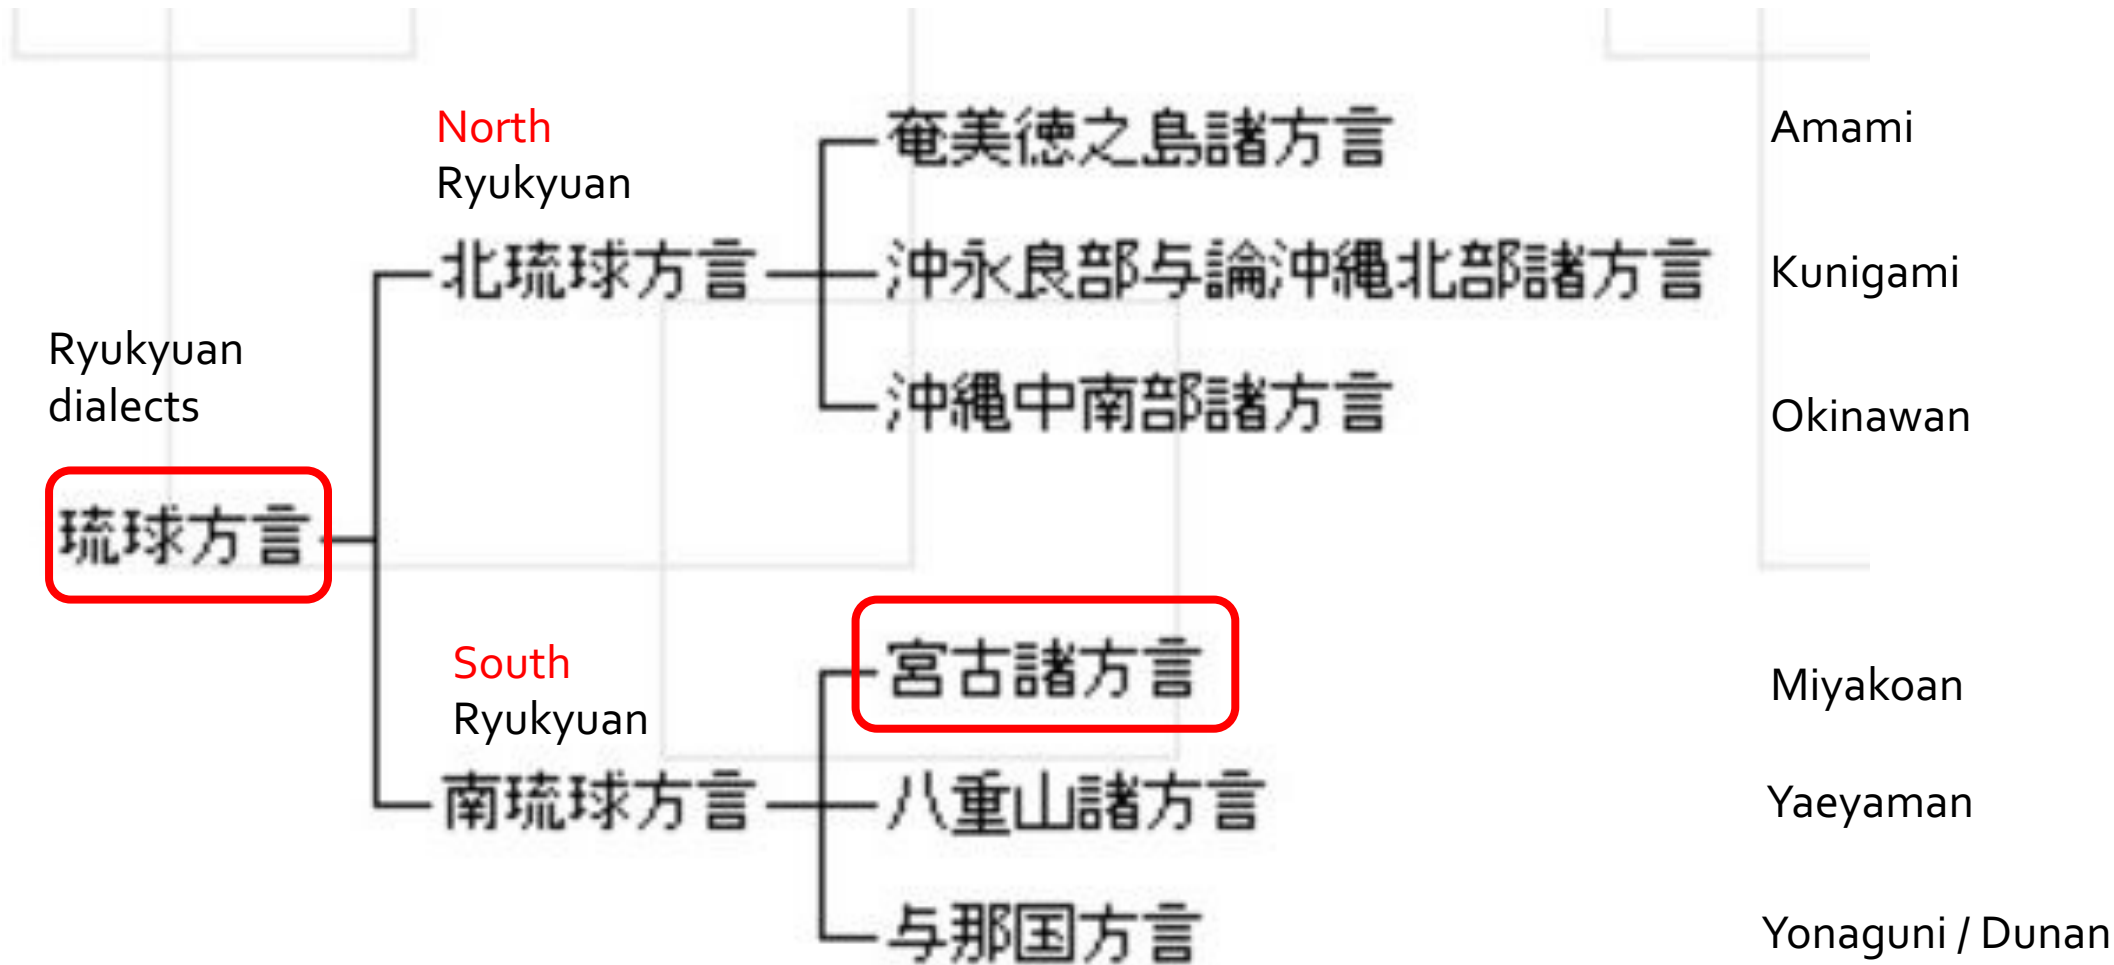 North
Ryukyuan
奄美徳之島諸方言
Amami
北琉球方言
沖永良部与論沖縄北部諸方言
Kunigami
Ryukyuan
dialects
沖縄中南部諸方言
Okinawan
琉球方言
South
Ryukyuan
宮古諸方言
Miyakoan
南琉球方言
八重山諸方言
Yaeyaman
与那国方言
Yonaguni / Dunan